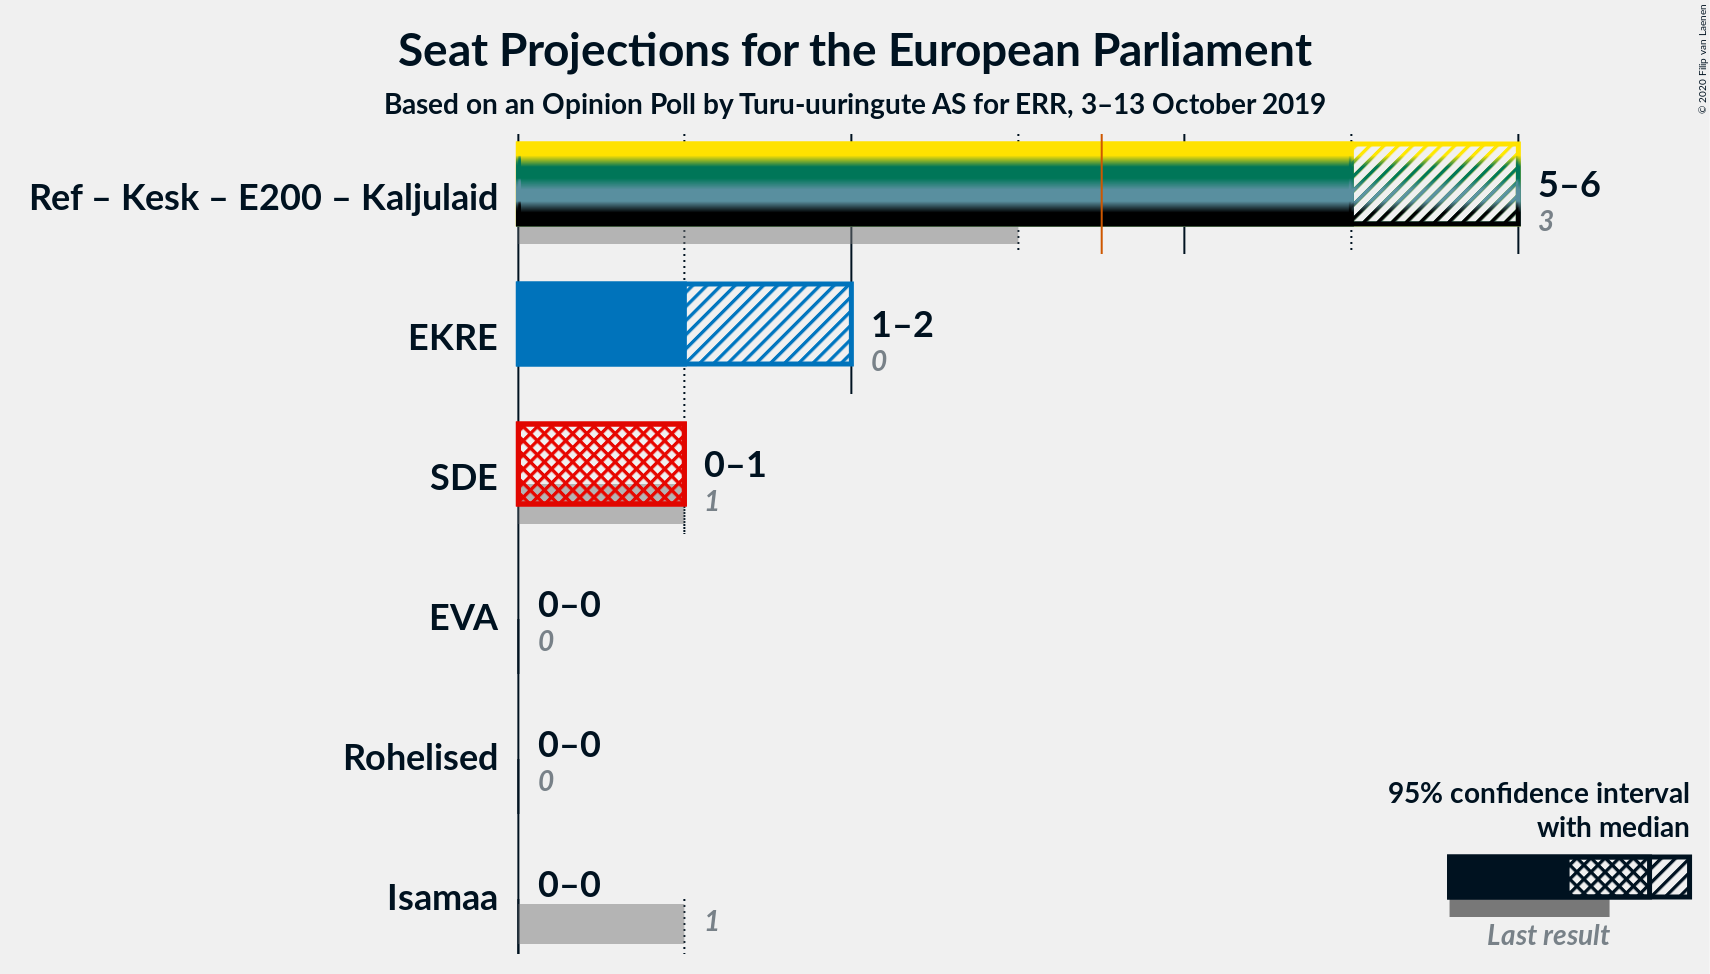 Seat Projections for the European Parliament
Based on an Opinion Poll by Turu-uuringute AS for ERR, 3–13 October 2019
© 2020 Filip van Laenen
Ref – Kesk – E200 – Kaljulaid
5–6
3
EKRE
1–2
0
SDE
0–1
1
EVA
0–0
0
Rohelised
0–0
0
Isamaa
0–0
1
95% confidence interval
with median
Last result